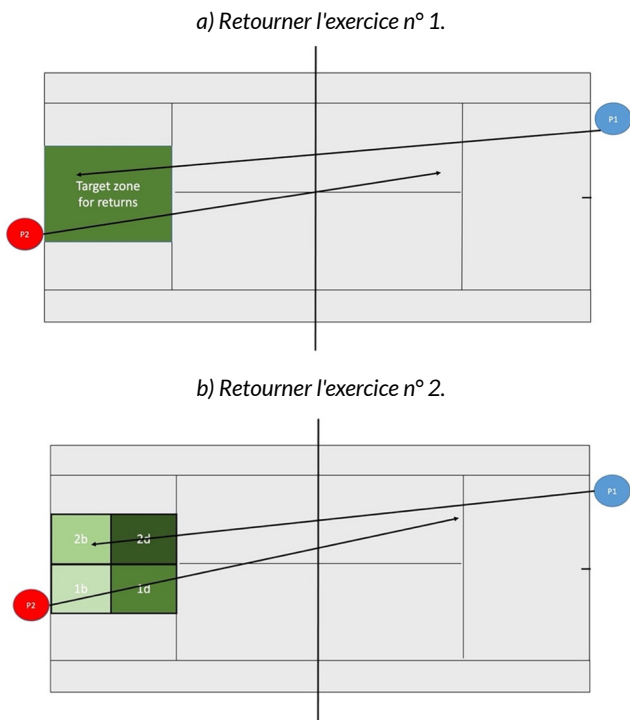 a) Retourner l'exercice n° 1.
P1
Target zone
for returns
P2
b) Retourner l'exercice n° 2.
P1
2b 2d
1b 1d
P2